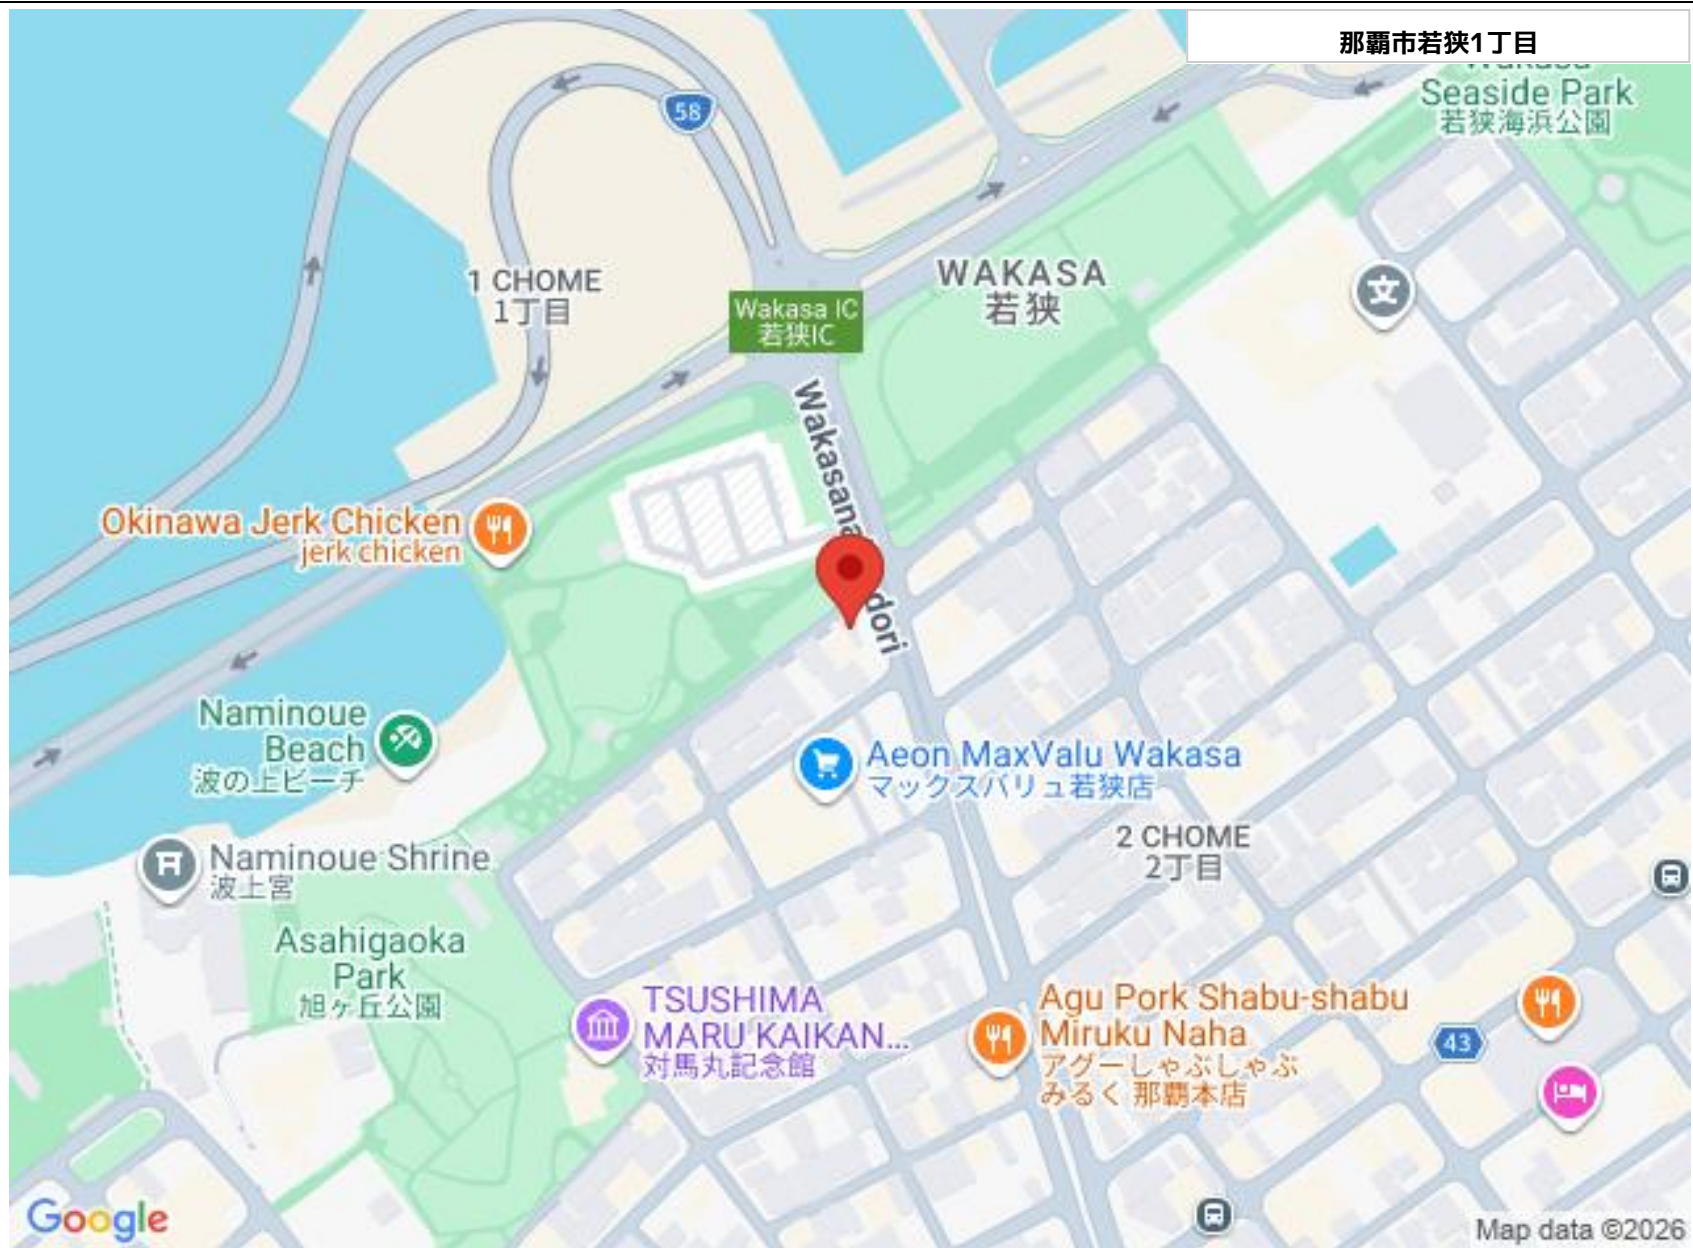 那覇市若狭1丁目
Seaside Park
若狭海浜公園
58
1 CHOME
1丁目
WAKASA
若狭
文
Wakasa IC
若狭IC
Okinawa Jerk Chicken
jerk chicken
dori
Naminoue
Beach
波の上ビーチ
Aeon MaxValu Wakasa
マックスバリュ若狭店
2 CHOME
2丁目
Naminoue Shrine
波上宮
Asahigaoka
Park
旭ヶ丘公園
TSUSHIMA
MARU KAIKAN...
対馬丸記念館
Agu Pork Shabu-shabu
Miruku Naha
アグーしゃぶしゃぶ
みるく 那覇本店
43
Google
Map data ©2026